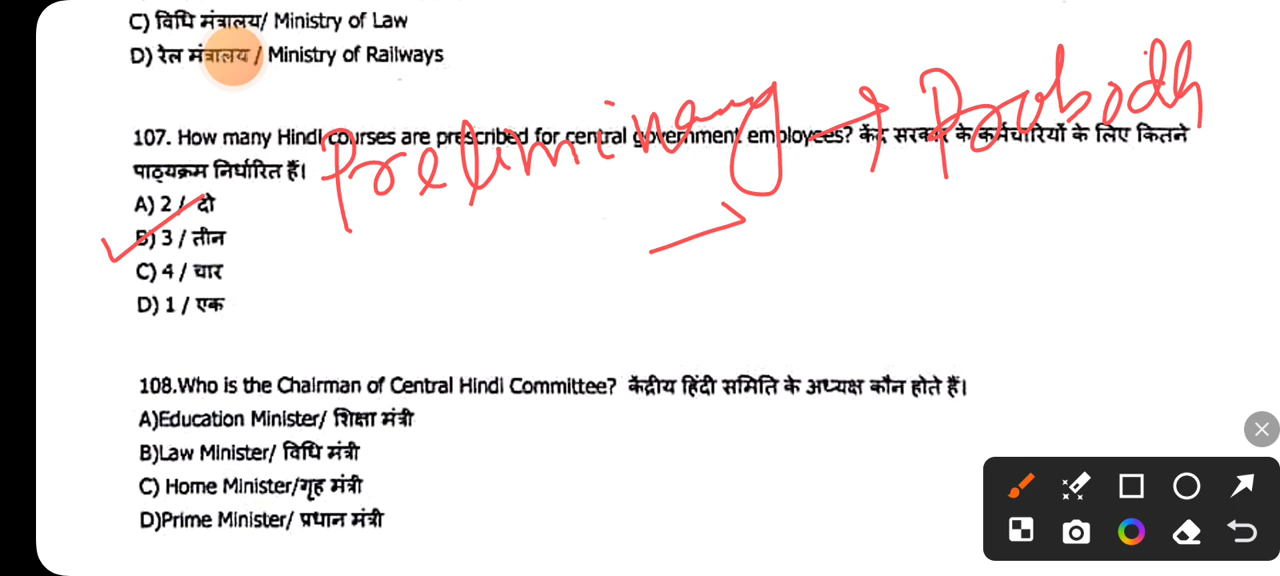 C) विधि मंत्रालय/ Ministry of Law
D) रेल मंत्रालय / Ministry of Railways
Preliminary → Prabodh
107. How many Hindi courses are prescribed for central government employees? केंद्र सरकार के कर्मचारियों के लिए कितने
पाठ्यक्रम निर्धारित हैं।
A) 2 / दो
B) 3 / तीन
C) 4 / चार
D) 1 / एक
108.Who is the Chairman of Central Hindi Committee? केंद्रीय हिंदी समिति के अध्यक्ष कौन होते हैं।
A)Education Minister/ शिक्षा मंत्री
B)Law Minister/ विधि मंत्री
C) Home Minister/गृह मंत्री
D)Prime Minister/ प्रधान मंत्री